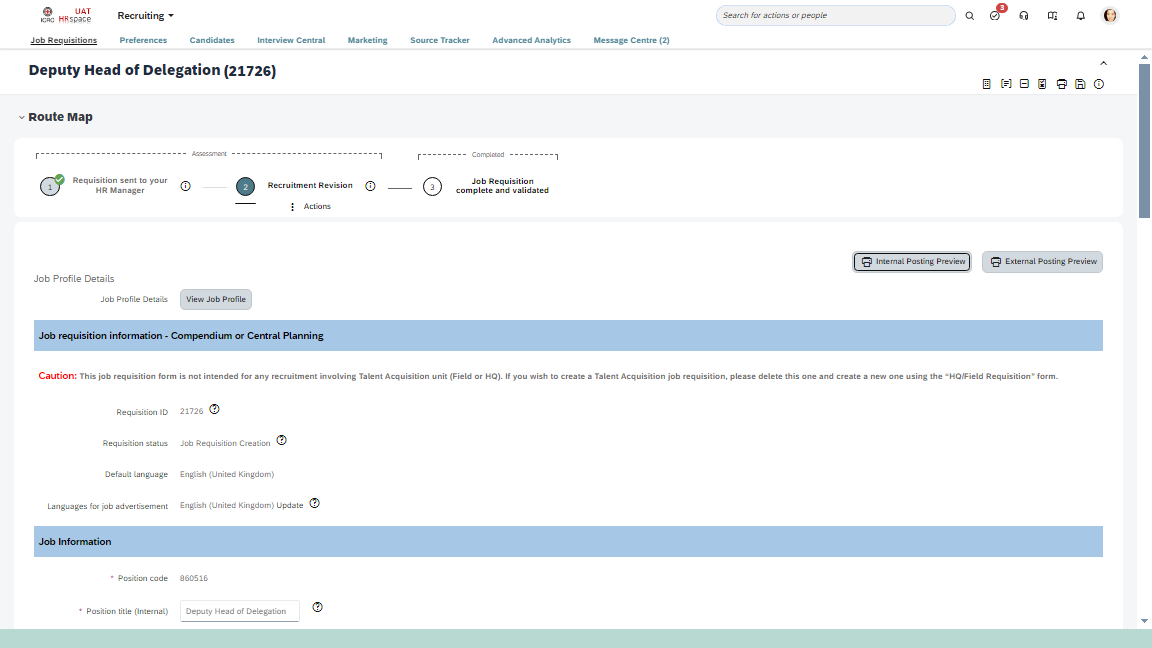 ICRC UAT HRspace
Recruiting
Search for actions or people
3
Job Requisitions Preferences Candidates Interview Central Marketing Source Tracker Advanced Analytics Message Centre (2)
Deputy Head of Delegation (21726)
Route Map
Assessment Completed
1 Requisition sent to your HR Manager
2 Recruitment Revision
Actions
3 Job Requisition complete and validated
Internal Posting Preview External Posting Preview
Job Profile Details
Job Profile Details View Job Profile
Job requisition information - Compendium or Central Planning
Caution: This job requisition form is not intended for any recruitment involving Talent Acquisition unit (Field or HQ). If you wish to create a Talent Acquisition job requisition, please delete this one and create a new one using the “HQ/Field Requisition” form.
Requisition ID 21726
Requisition status Job Requisition Creation
Default language English (United Kingdom)
Languages for job advertisement English (United Kingdom) Update
Job Information
* Position code 860516
* Position title (Internal) Deputy Head of Delegation